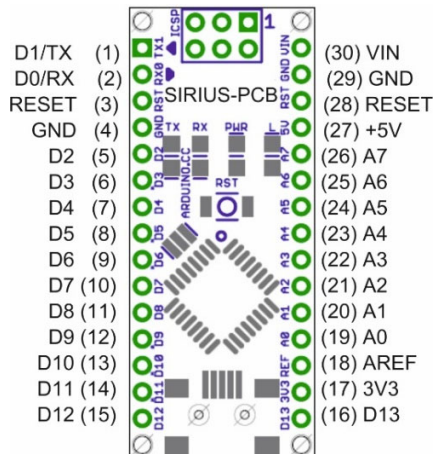 ICSP
1
D1/TX (1) TX1 VIN (30) VIN
D0/RX (2) RX0 GND (29) GND
RESET (3) RST SIRIUS-PCB RST (28) RESET
GND (4) GND TX RX PWR L 5V (27) +5V
D2 (5) D2 A7 (26) A7
D3 (6) D3 A6 (25) A6
ARDUINO.CC
RST
D4 (7) D4 A5 (24) A5
D5 (8) D5 A4 (23) A4
D6 (9) D6 A3 (22) A3
D7 (10) D7 A2 (21) A2
D8 (11) D8 A1 (20) A1
D9 (12) D9 A0 (19) A0
D10 (13) D10 REF (18) AREF
D11 (14) D11 3V3 (17) 3V3
D12 (15) D12 D13 (16) D13